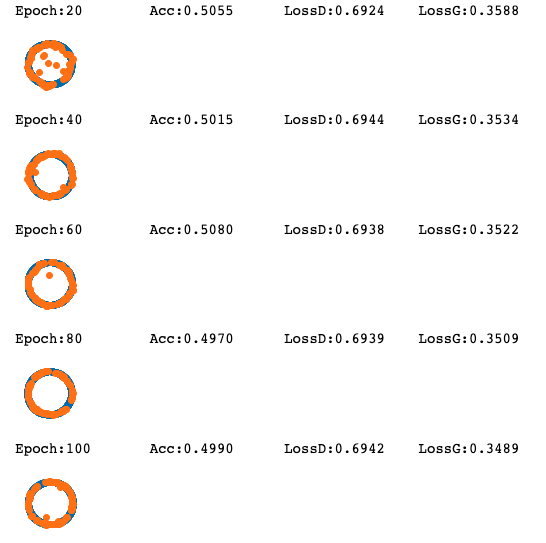 Epoch:20 Acc:0.5055 LossD:0.6924 LossG:0.3588
Epoch:40 Acc:0.5015 LossD:0.6944 LossG:0.3534
Epoch:60 Acc:0.5080 LossD:0.6938 LossG:0.3522
Epoch:80 Acc:0.4970 LossD:0.6939 LossG:0.3509
Epoch:100 Acc:0.4990 LossD:0.6942 LossG:0.3489